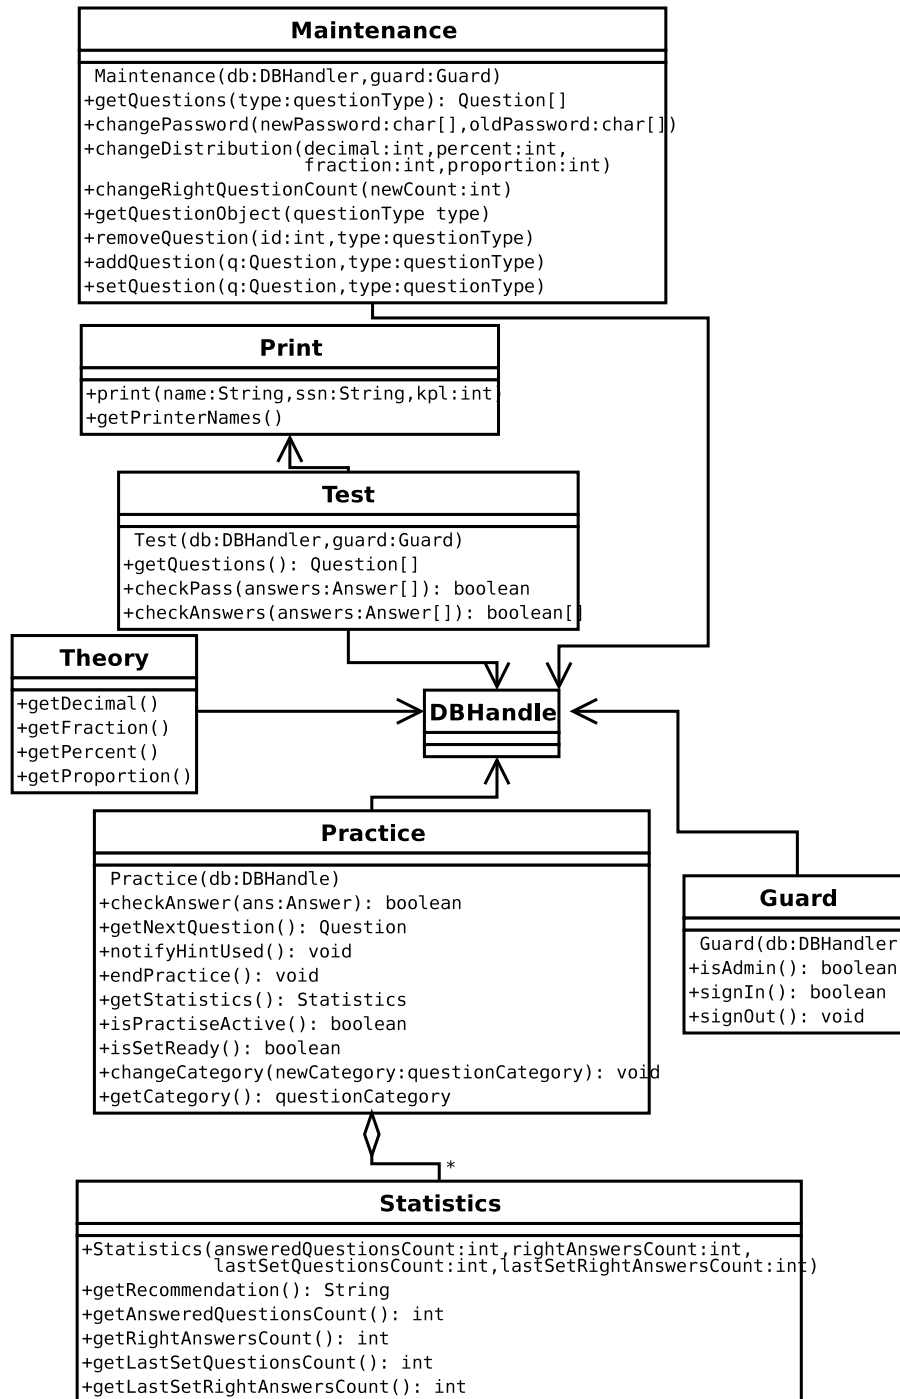 Maintenance
Maintenance(db:DBHandler,guard:Guard)
+getQuestions(type:questionType): Question[]
+changePassword(newPassword:char[],oldPassword:char[])
+changeDistribution(decimal:int,percent:int,
fraction:int,proportion:int)
+changeRightQuestionCount(newCount:int)
+getQuestionObject(questionType type)
+removeQuestion(id:int,type:questionType)
+addQuestion(q:Question,type:questionType)
+setQuestion(q:Question,type:questionType)
Print
+print(name:String,ssn:String,kpl:int)
+getPrinterNames()
Test
Test(db:DBHandler,guard:Guard)
+getQuestions(): Question[]
+checkPass(answers:Answer[]): boolean
+checkAnswers(answers:Answer[]): boolean[]
Theory
+getDecimal()
+getFraction()
+getPercent()
+getProportion()
DBHandle
Practice
Practice(db:DBHandle)
+checkAnswer(ans:Answer): boolean
+getNextQuestion(): Question
+notifyHintUsed(): void
+endPractice(): void
+getStatistics(): Statistics
+isPractiseActive(): boolean
+isSetReady(): boolean
+changeCategory(newCategory:questionCategory): void
+getCategory(): questionCategory
Guard
Guard(db:DBHandler
+isAdmin(): boolean
+signIn(): boolean
+signOut(): void
*
Statistics
+Statistics(answeredQuestionsCount:int,rightAnswersCount:int,
lastSetQuestionsCount:int,lastSetRightAnswersCount:int)
+getRecommendation(): String
+getAnsweredQuestionsCount(): int
+getRightAnswersCount(): int
+getLastSetQuestionsCount(): int
+getLastSetRightAnswersCount(): int